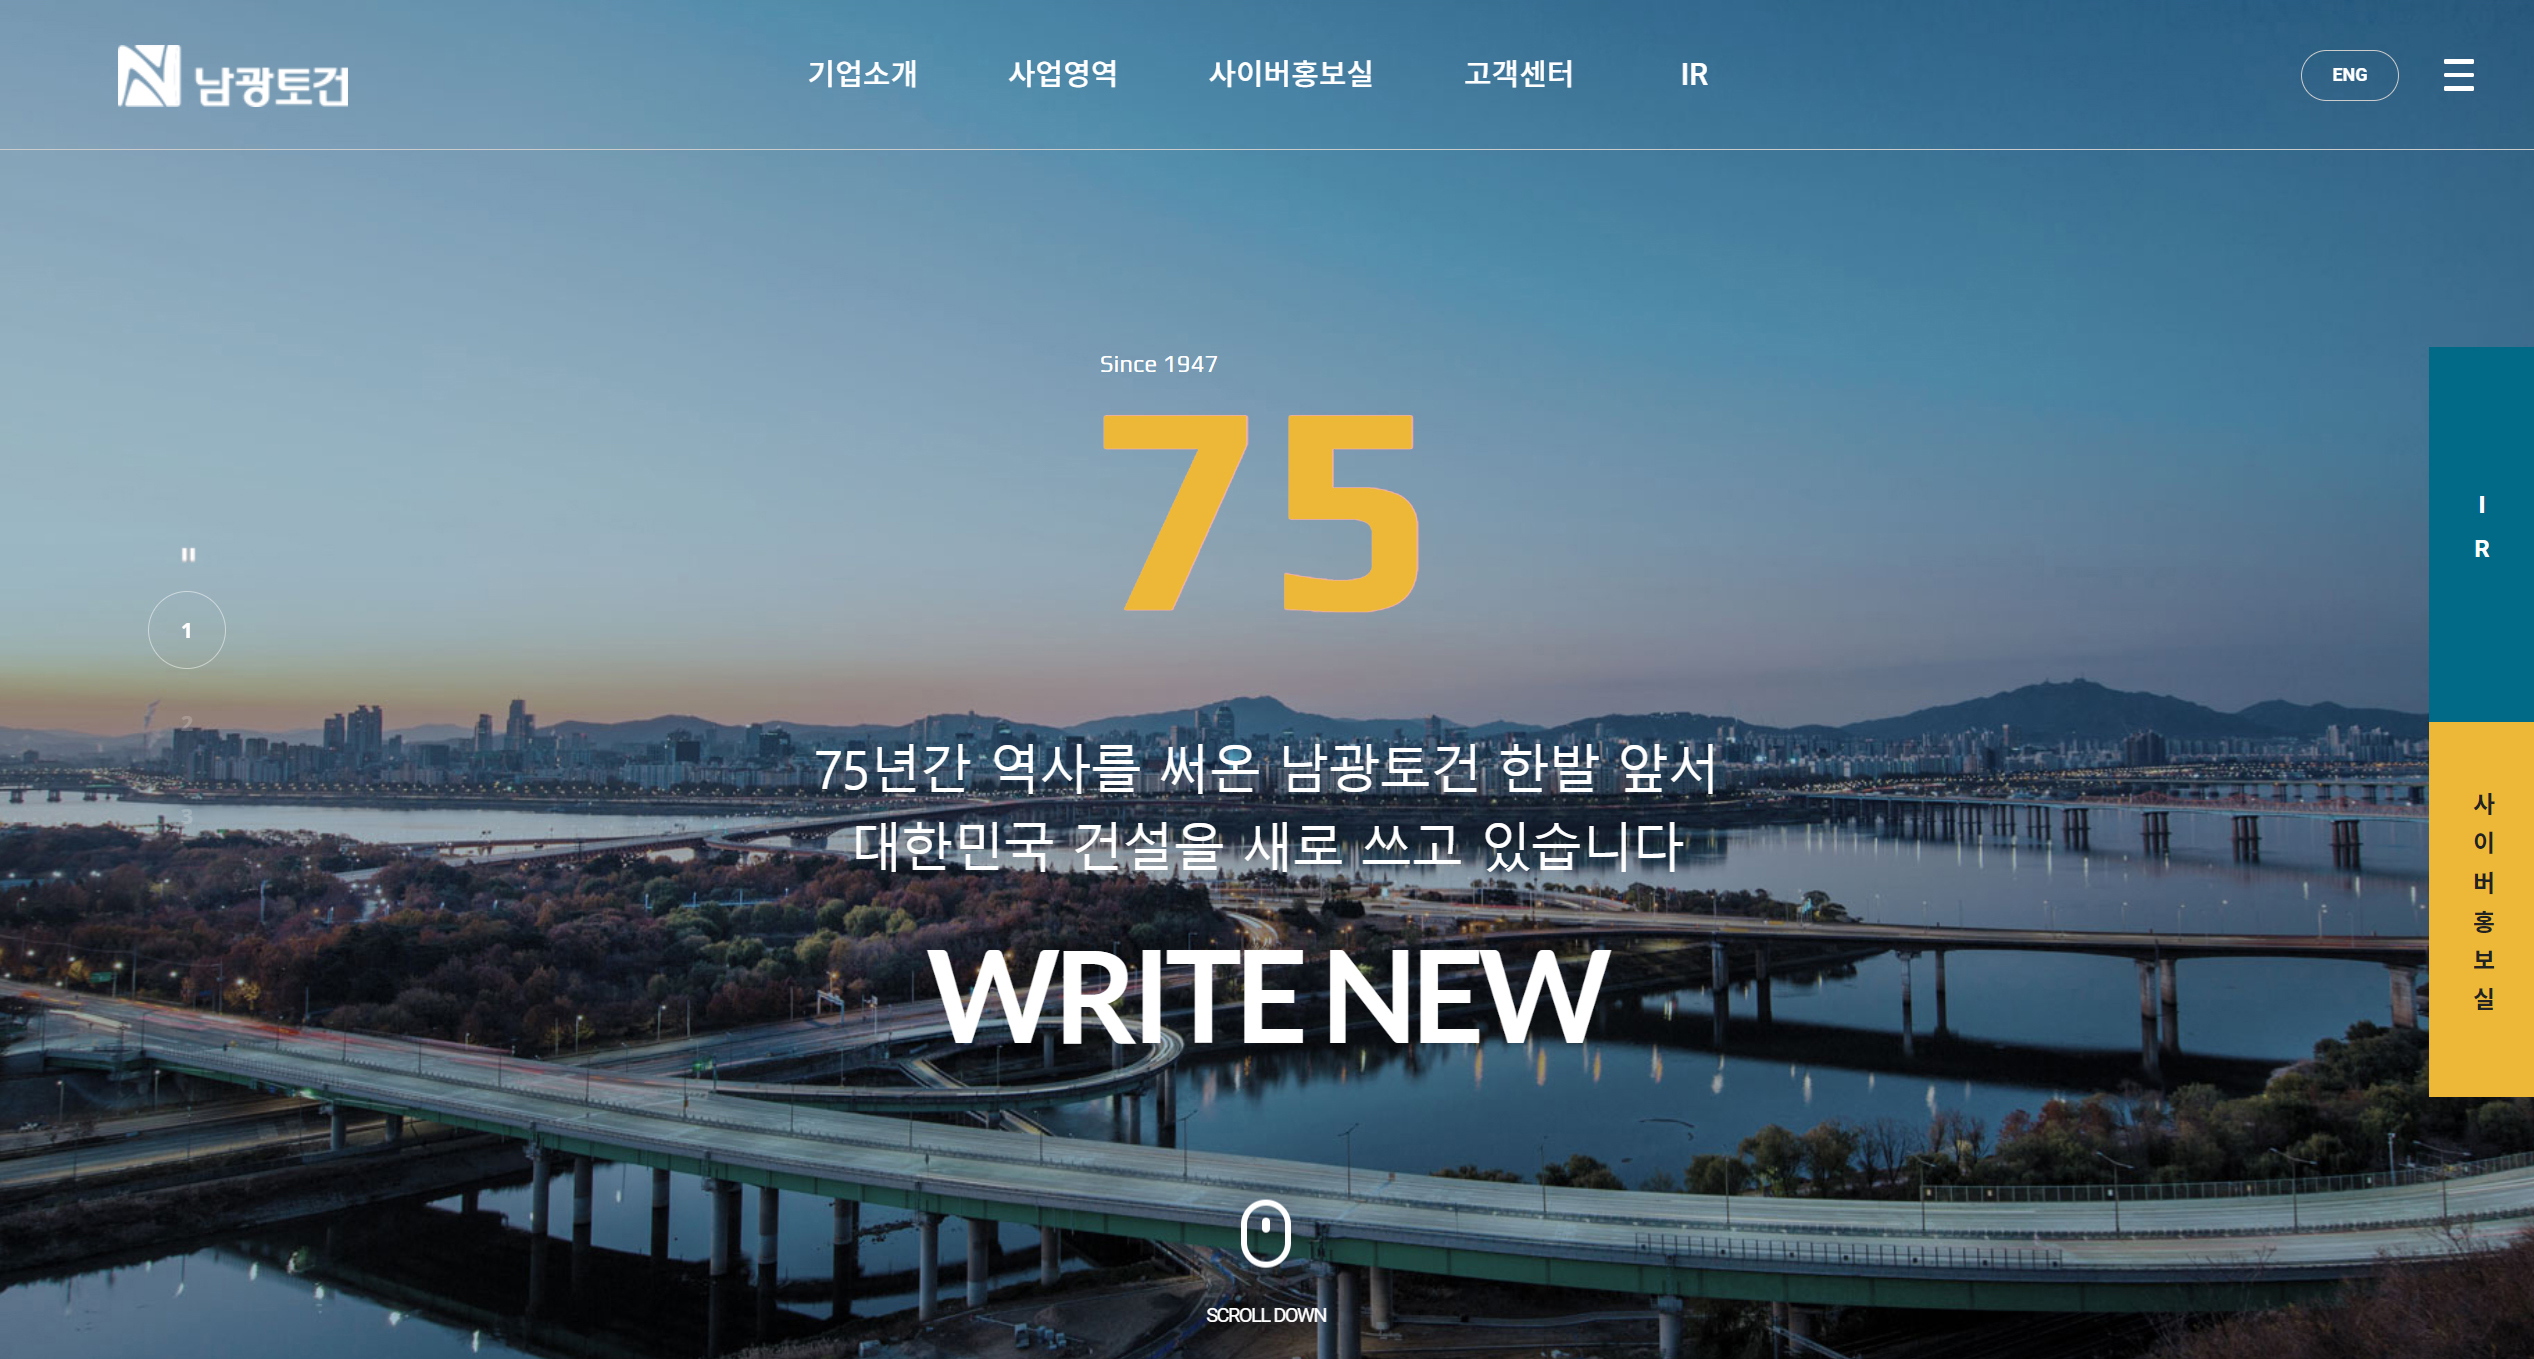 남광토건
기업소개
사업영역
사이버홍보실
고객센터
IR
ENG
Since 1947
75
1
2
3
75년간 역사를 써온 남광토건 한발 앞서
대한민국 건설을 새로 쓰고 있습니다
WRITE NEW
SCROLL DOWN
IR
사이버홍보실